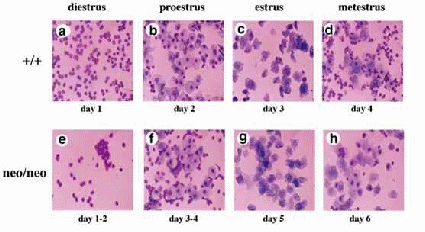 diestrus proestrus estrus metestrus
+/+ a b c d
day 1 day 2 day 3 day 4
neo/neo e f g h
day 1-2 day 3-4 day 5 day 6